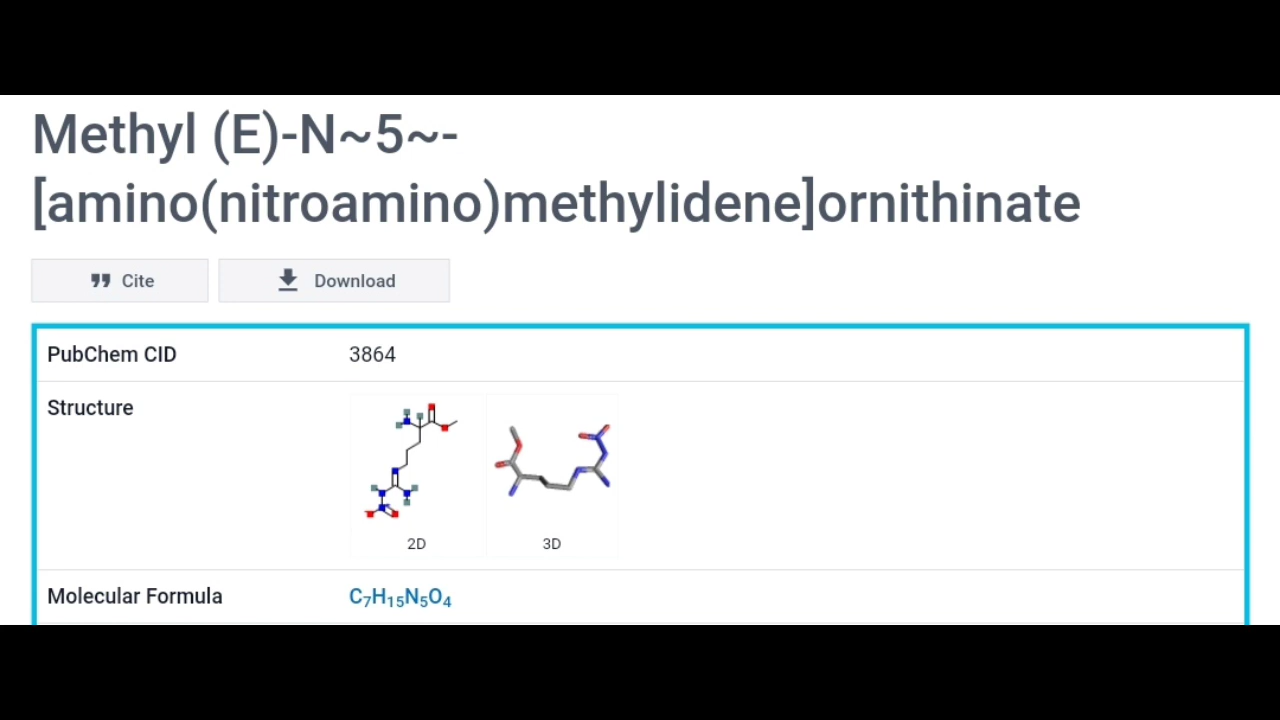 Methyl (E)-N~5~-
[amino(nitroamino)methylidene]ornithinate
Cite
Download
PubChem CID
3864
Structure
2D
3D
Molecular Formula
C₇H₁₅N₅O₄